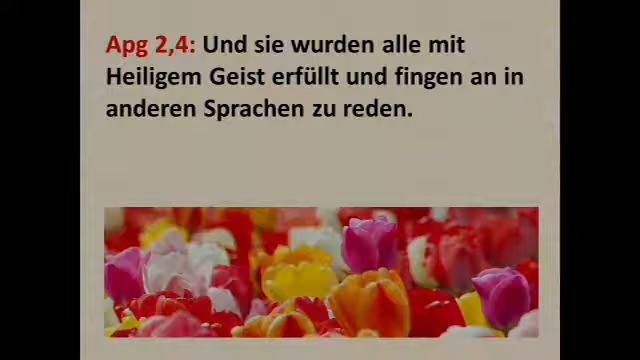 Apg 2,4: Und sie wurden alle mit
Heiligem Geist erfüllt und fingen an in
anderen Sprachen zu reden.